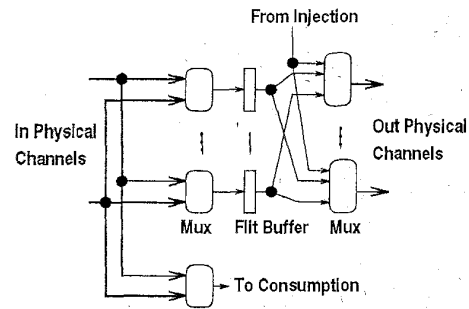 From Injection
In Physical
Channels
Out Physical
Channels
Mux
Flit Buffer
Mux
To Consumption